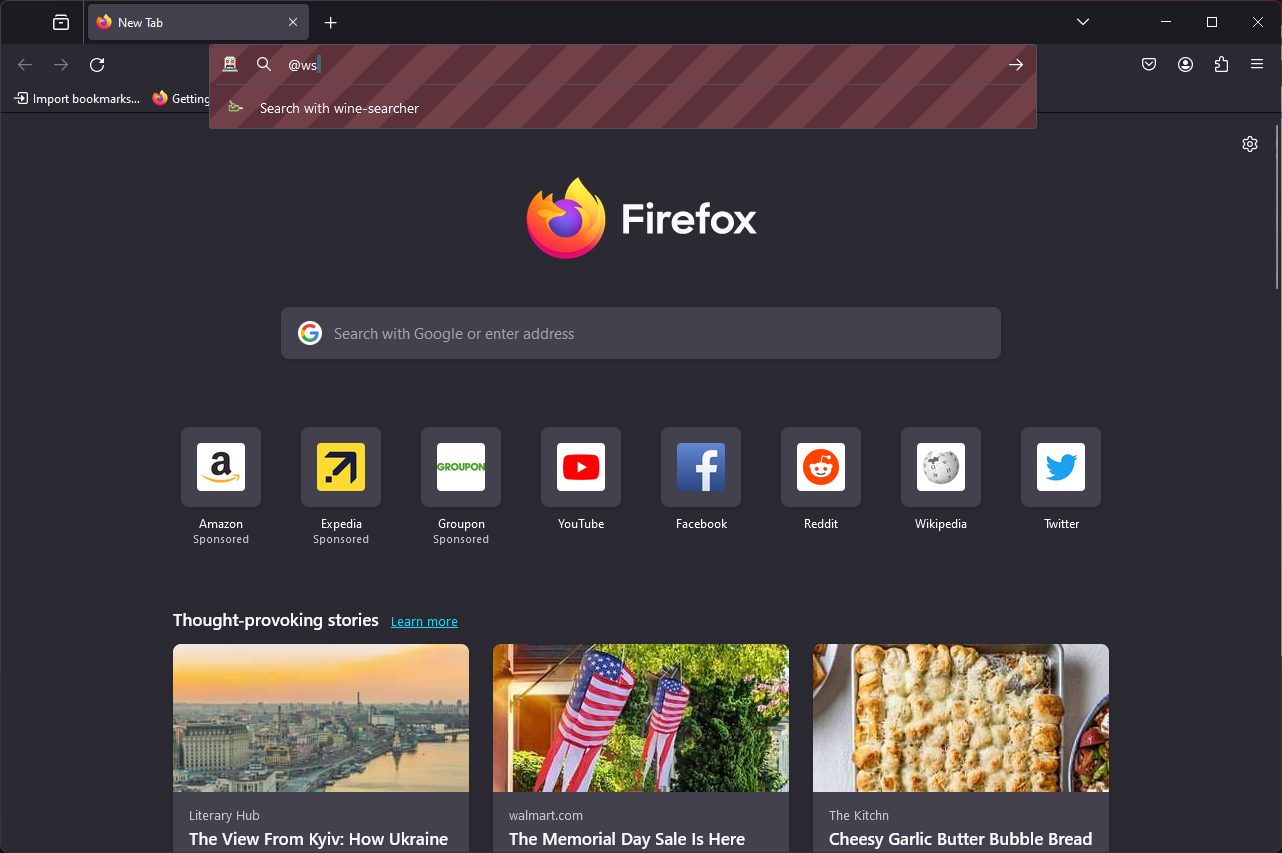 New Tab
@ws
Import bookmarks...
Getting
Search with wine-searcher
Firefox
Search with Google or enter address
a
GROUPON
Amazon
Sponsored
Expedia
Sponsored
Groupon
Sponsored
YouTube
Facebook
Reddit
Wikipedia
Twitter
Thought-provoking stories Learn more
Literary Hub
The View From Kyiv: How Ukraine
walmart.com
The Memorial Day Sale Is Here
The Kitchn
Cheesy Garlic Butter Bubble Bread